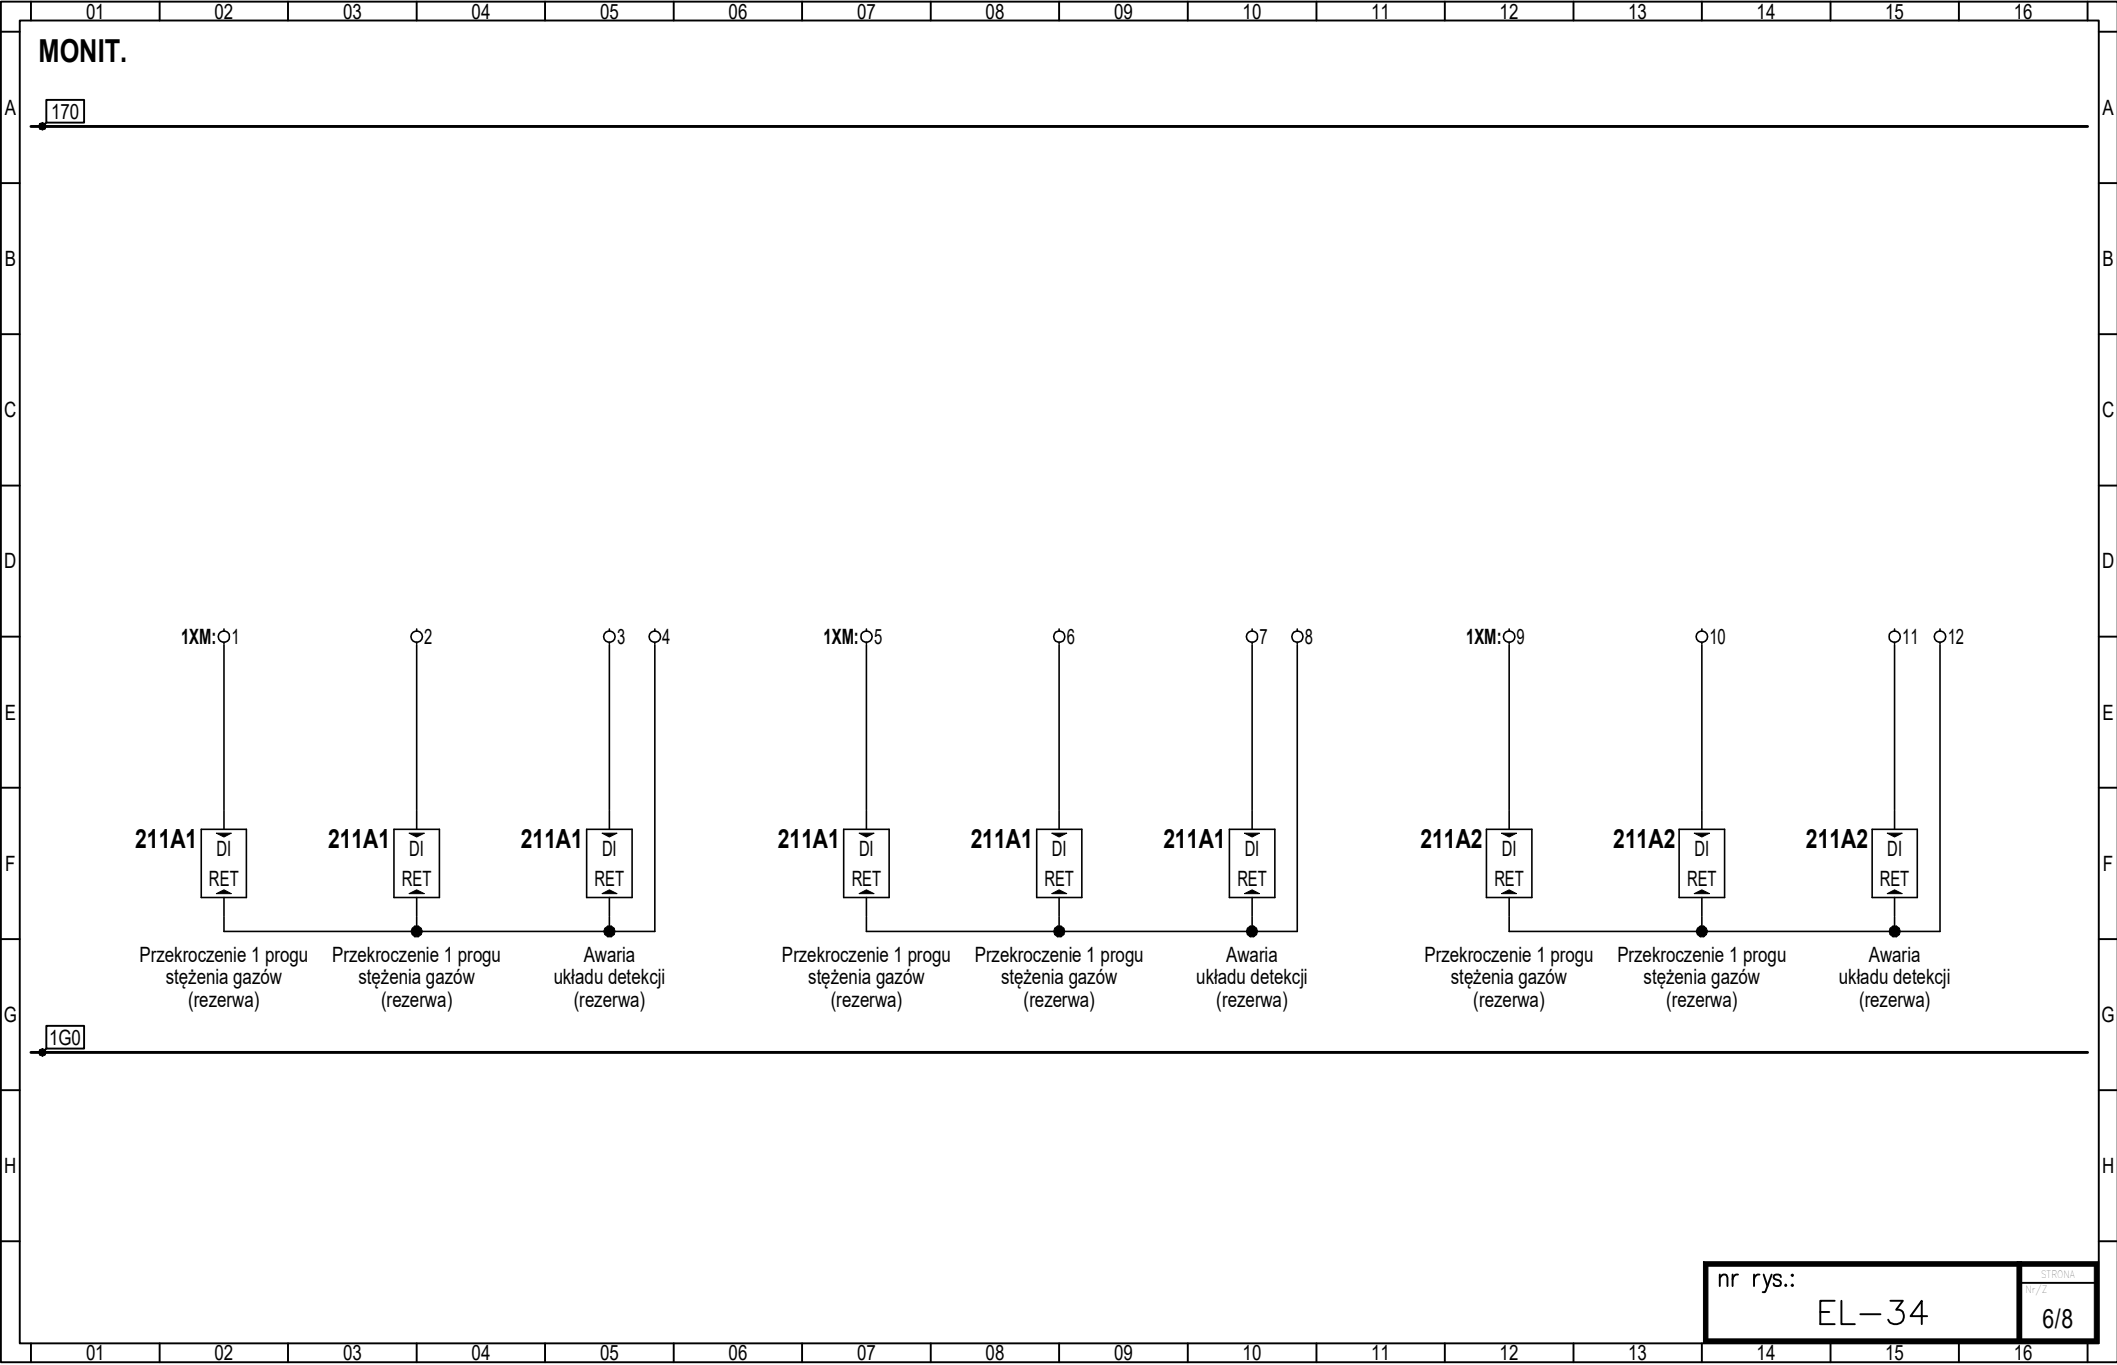 01 02 03 04 05 06 07 08 09 10 11 12 13 14 15 16
MONIT.
A 170 A
B B
C C
D D
1XM: 1 2 3 4 1XM: 5 6 7 8 1XM: 9 10 11 12
E E
211A1 211A1 211A1 211A1 211A1 211A1 211A2 211A2 211A2
DI DI DI DI DI DI DI DI DI
F F
RET RET RET RET RET RET RET RET RET
Przekroczenie 1 progu
stężenia gazów
(rezerwa)
Przekroczenie 1 progu
stężenia gazów
(rezerwa)
Awaria
układu detekcji
(rezerwa)
Przekroczenie 1 progu
stężenia gazów
(rezerwa)
Przekroczenie 1 progu
stężenia gazów
(rezerwa)
Awaria
układu detekcji
(rezerwa)
Przekroczenie 1 progu
stężenia gazów
(rezerwa)
Przekroczenie 1 progu
stężenia gazów
(rezerwa)
Awaria
układu detekcji
(rezerwa)
G G
1G0
H H
nr rys.:
EL-34
STRONA
Nr/Z
6/8
01 02 03 04 05 06 07 08 09 10 11 12 13 14 15 16